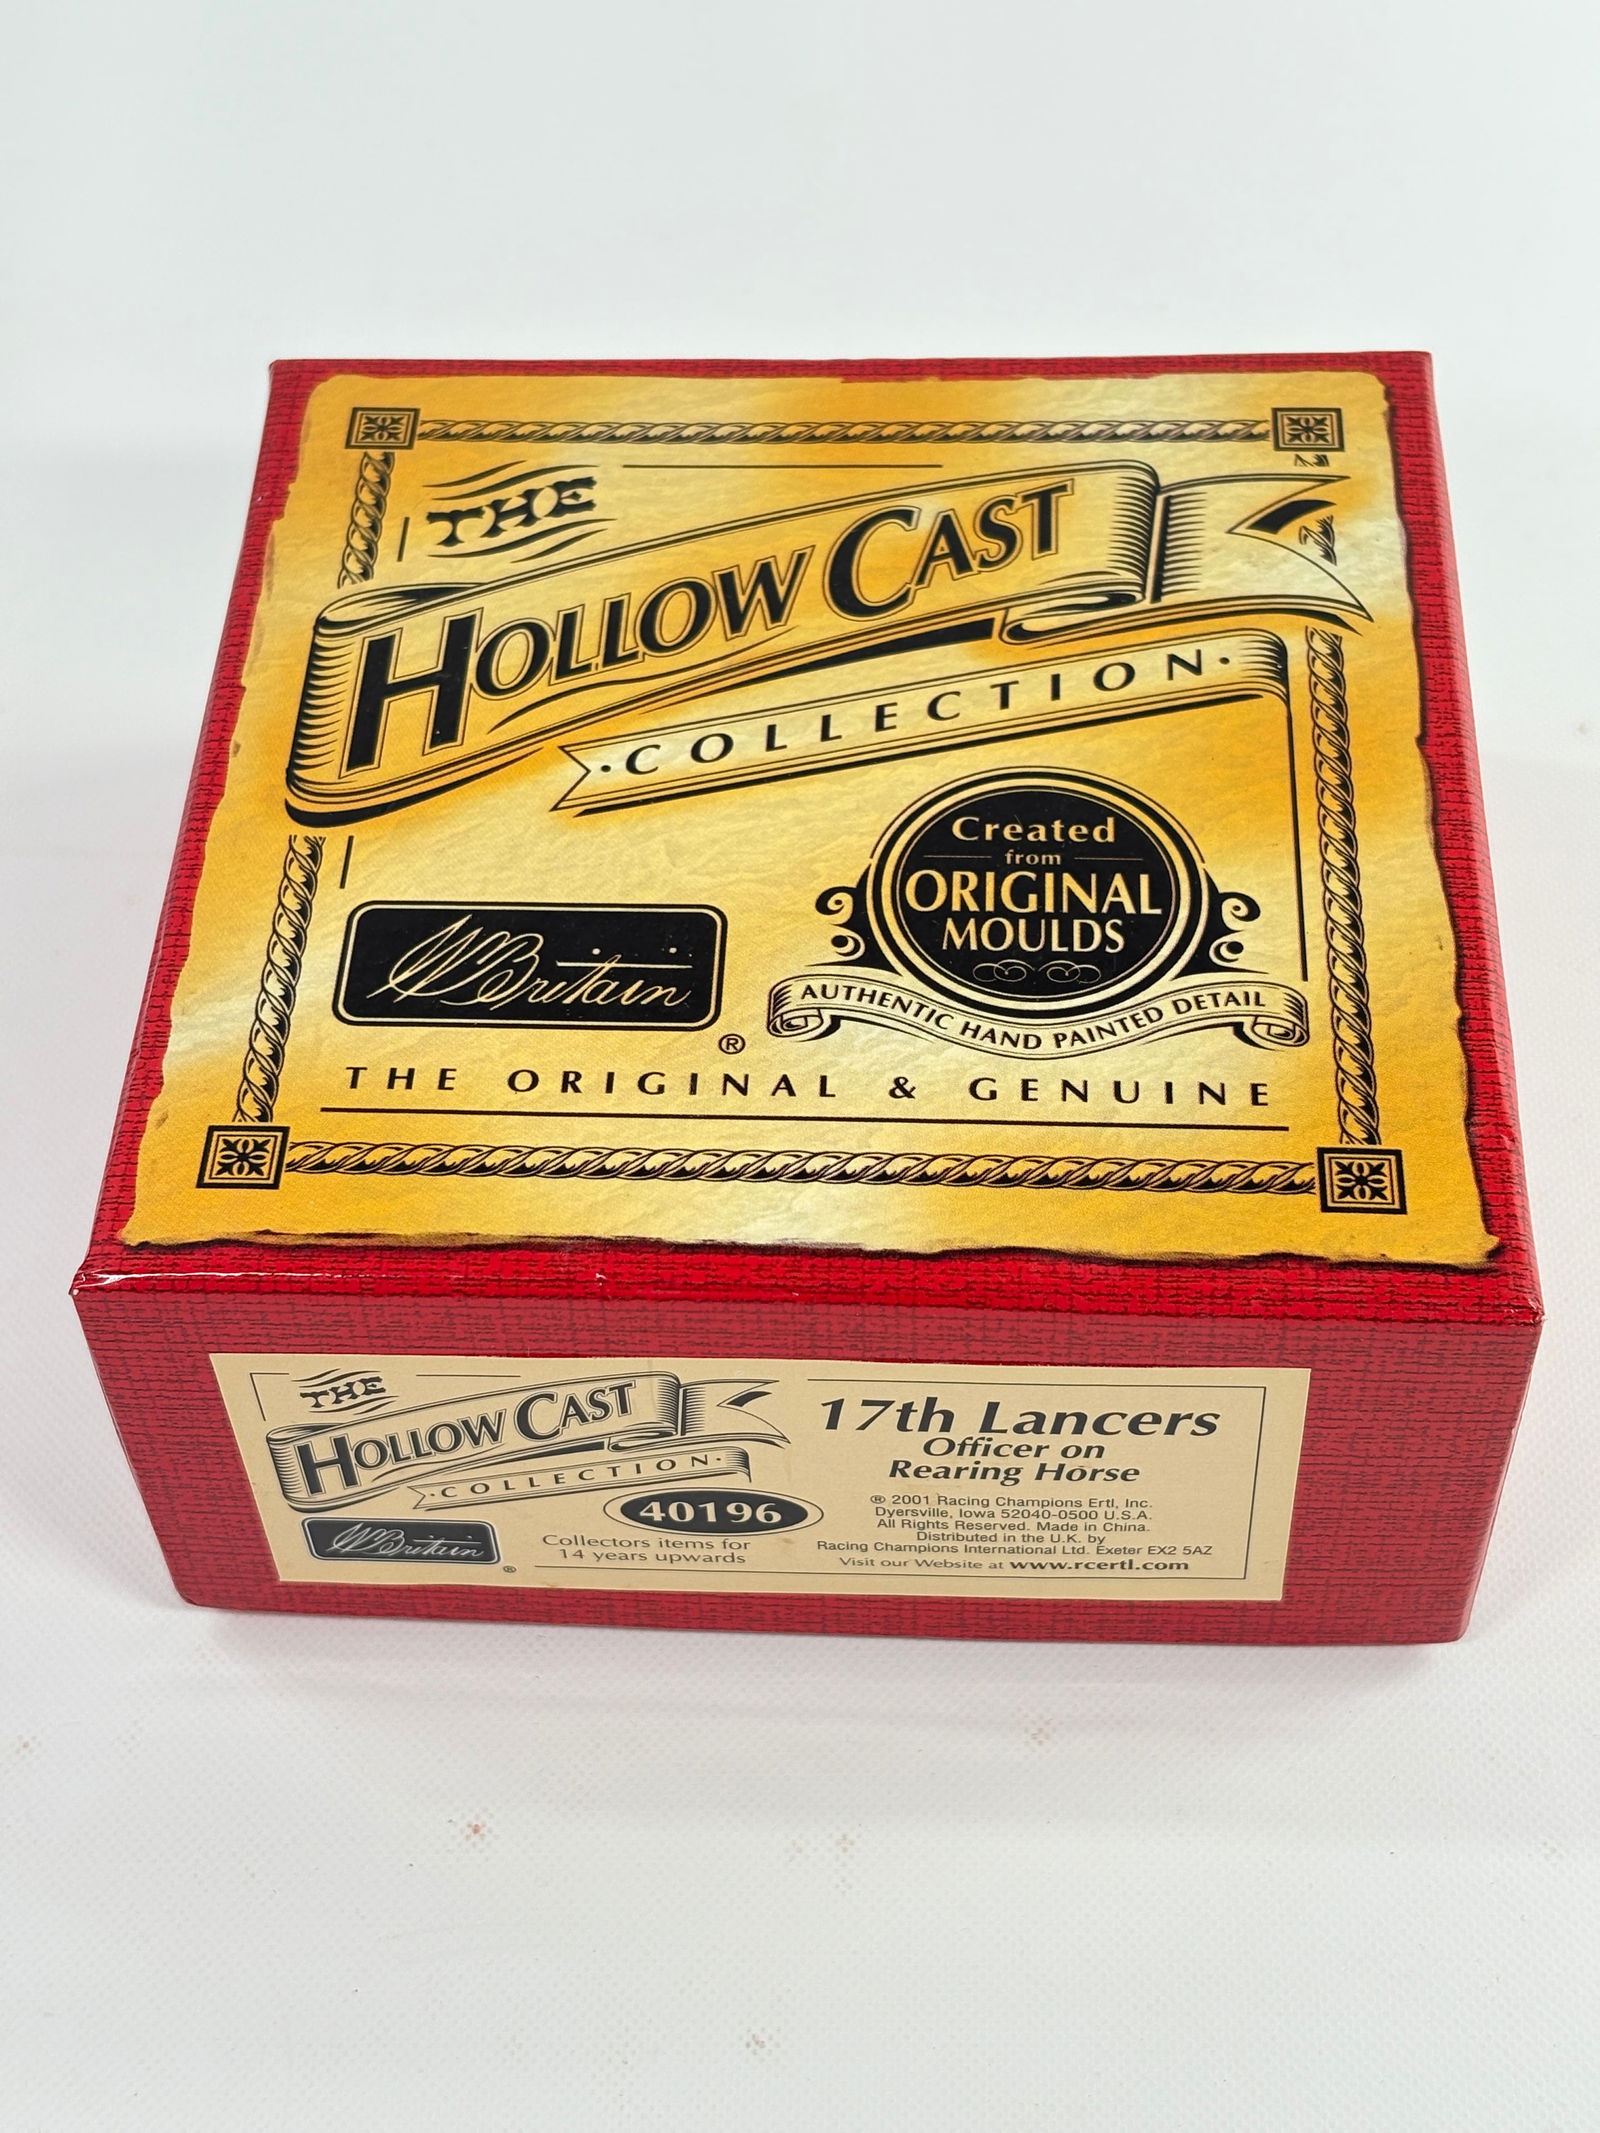 THE
HOLLOW CAST
·COLLECTION·
Created
from
ORIGINAL
MOULDS
AUTHENTIC HAND PAINTED DETAIL
WBritain
®
THE ORIGINAL & GENUINE
THE
HOLLOW CAST
·COLLECTION·
WBritain
®
40196
Collectors items for
14 years upwards
17th Lancers
Officer on
Rearing Horse
® 2001 Racing Champions Ertl, Inc.
Dyersville, Iowa 52040-0500 U.S.A.
All Rights Reserved. Made in China.
Distributed in the U.K. by
Racing Champions International Ltd. Exeter EX2 5AZ
Visit our Website at www.rcertl.com